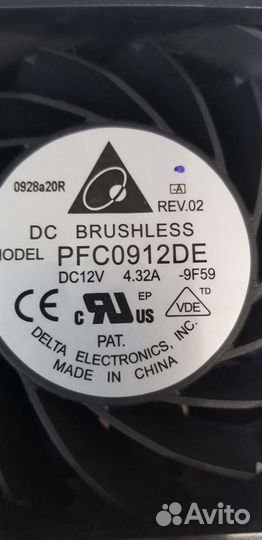 0928a20R
-A
REV.02
DC BRUSHLESS
MODEL PFC0912DE
DC12V 4.32A -9F59
CE c RU US EP VDE TD
PAT.
DELTA ELECTRONICS, INC.
MADE IN CHINA
Avito